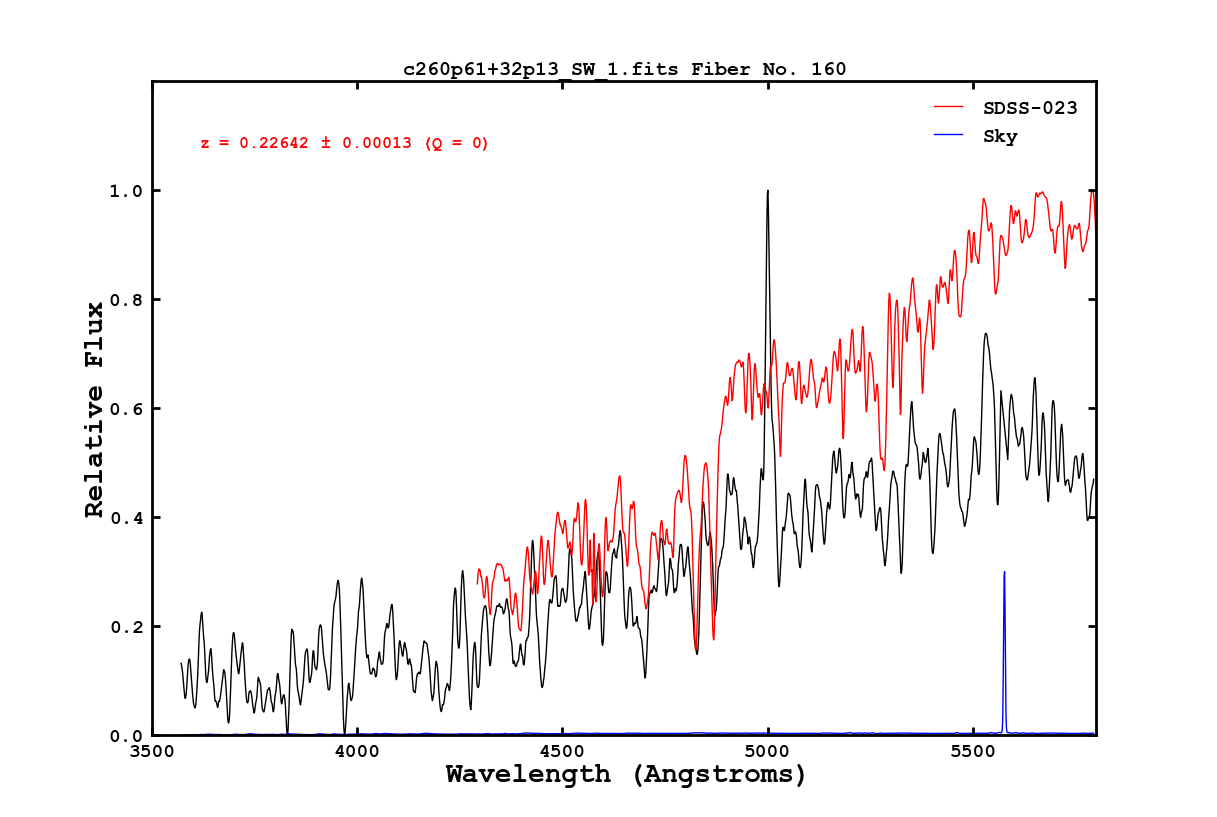 c260p61+32p13_SW_1.fits Fiber No. 160
SDSS-023
Sky
z = 0.22642 ± 0.00013 (Q = 0)
1.0
0.8
0.6
0.4
0.2
0.0
Relative Flux
3500 4000 4500 5000 5500
Wavelength (Angstroms)